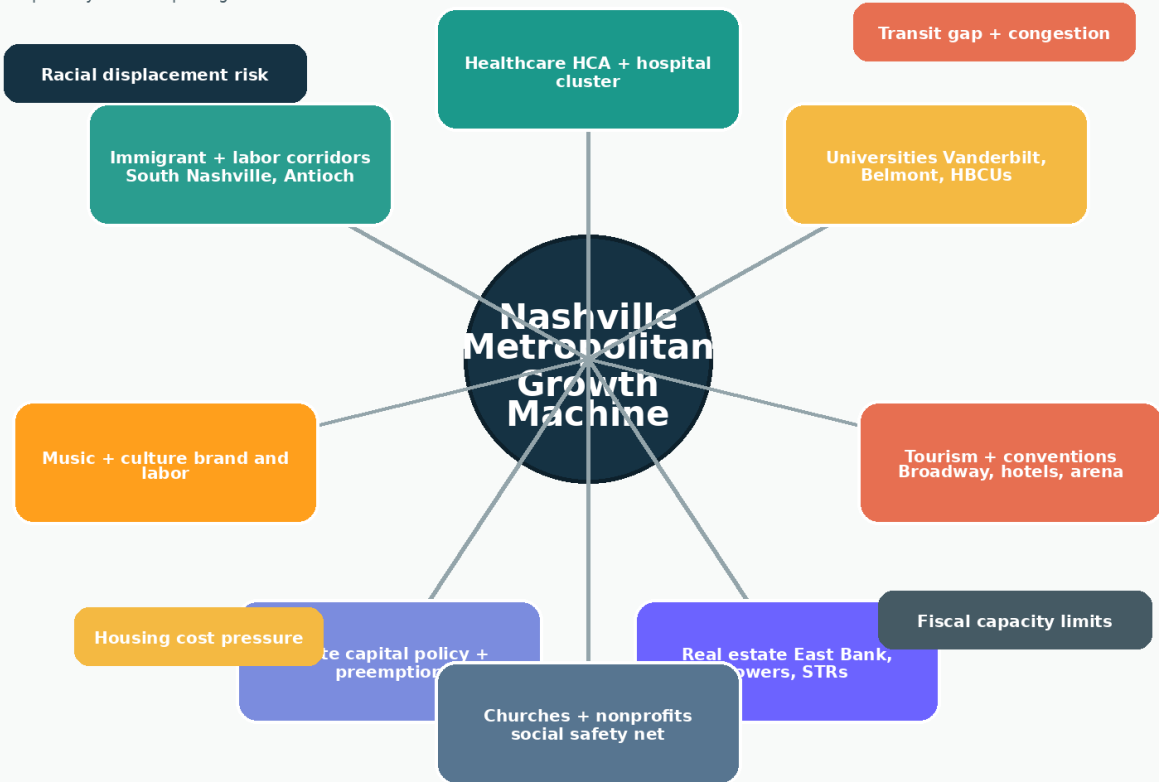 Healthcare HCA + hospital
cluster
Transit gap + congestion
Racial displacement risk
Immigrant + labor corridors
South Nashville, Antioch
Universities Vanderbilt,
Belmont, HBCUs
Nashville
Metropolitan
Growth
Machine
Music + culture brand and
labor
Tourism + conventions
Broadway, hotels, arena
Housing cost pressure
capital policy +
preemption
Real estate East Bank,
STRs
Fiscal capacity limits
Churches + nonprofits
social safety net